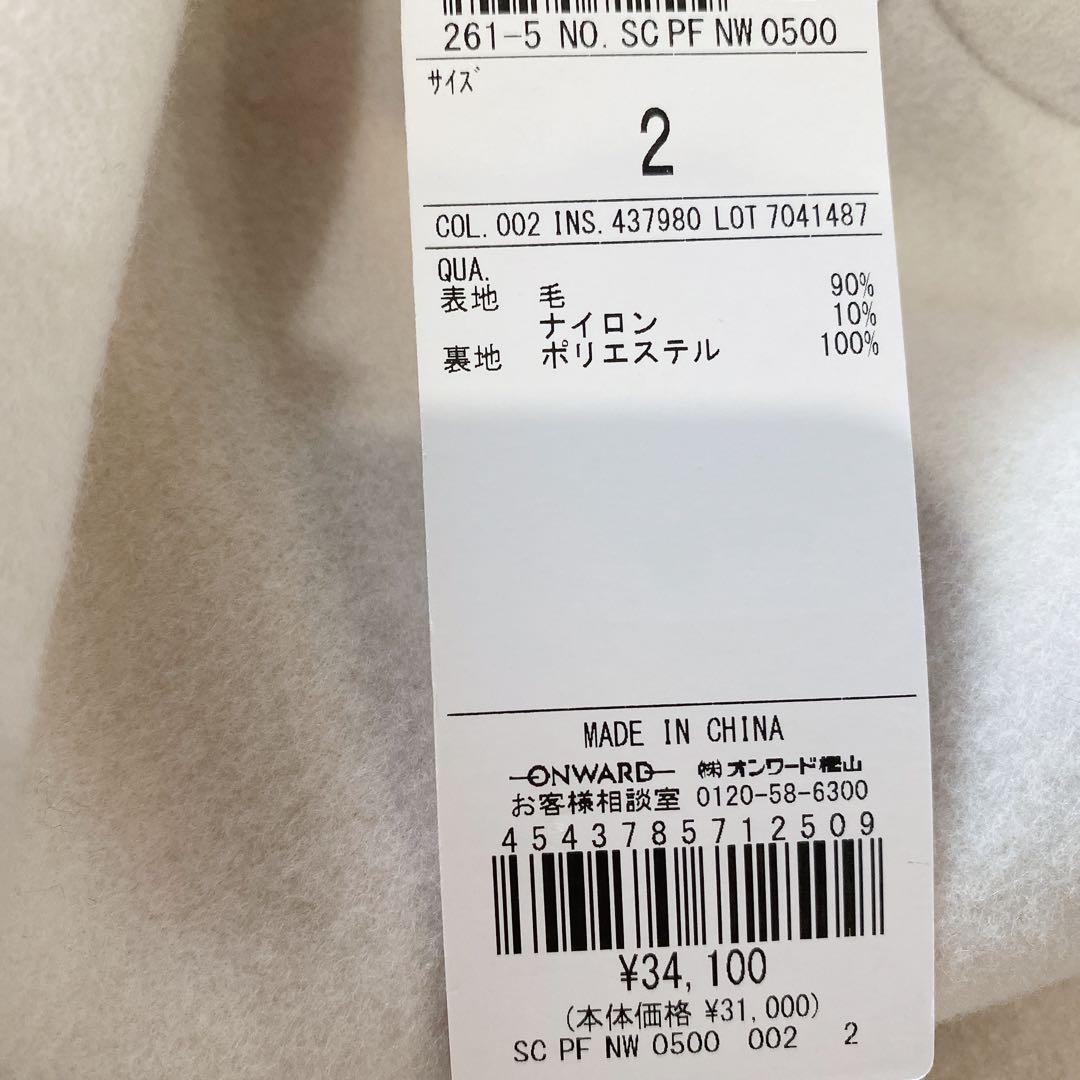 261-5 NO. SC PF NW 0500
サイズ
2
COL. 002 INS. 437980 LOT 7041487
QUA.
表地 毛 90%
ナイロン 10%
裏地 ポリエステル 100%
MADE IN CHINA
ONWARD ㈱オンワード樫山
お客様相談室 0120-58-6300
4543785712509
¥34,100
(本体価格 ¥31,000)
SC PF NW 0500 002 2